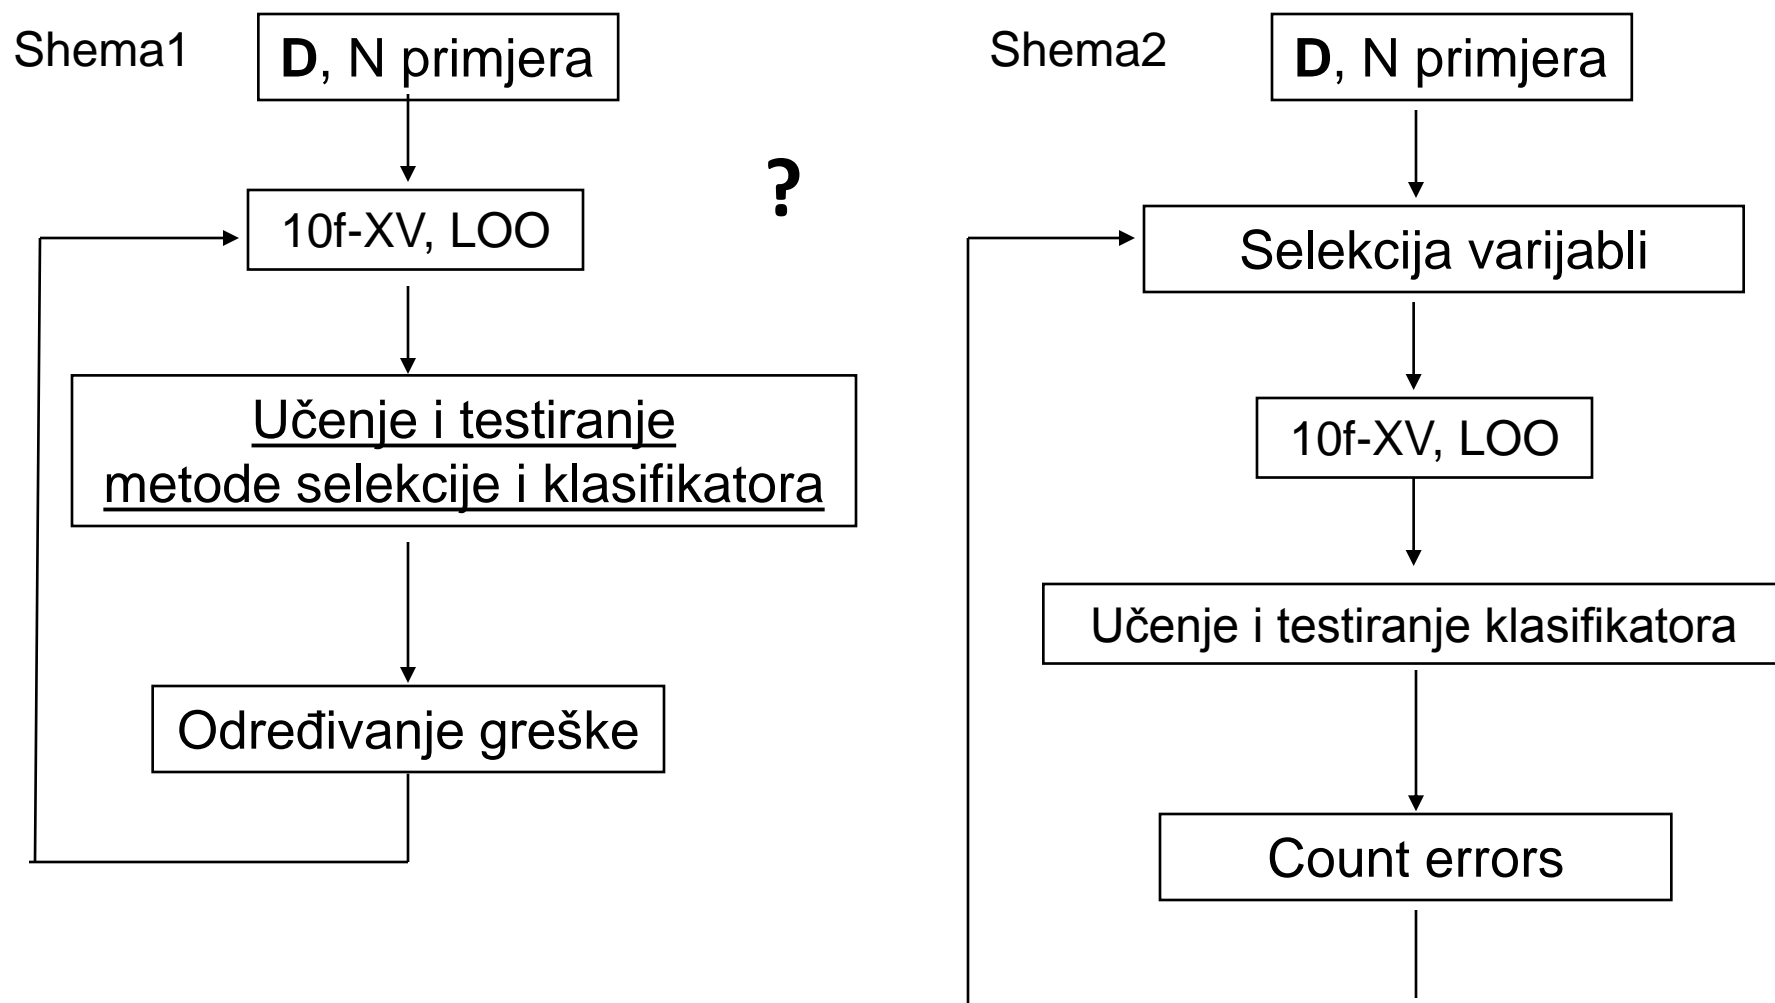 Shema1
D, N primjera
10f-XV, LOO
Učenje i testiranje
metode selekcije i klasifikatora
Određivanje greške
?
Shema2
D, N primjera
Selekcija varijabli
10f-XV, LOO
Učenje i testiranje klasifikatora
Count errors